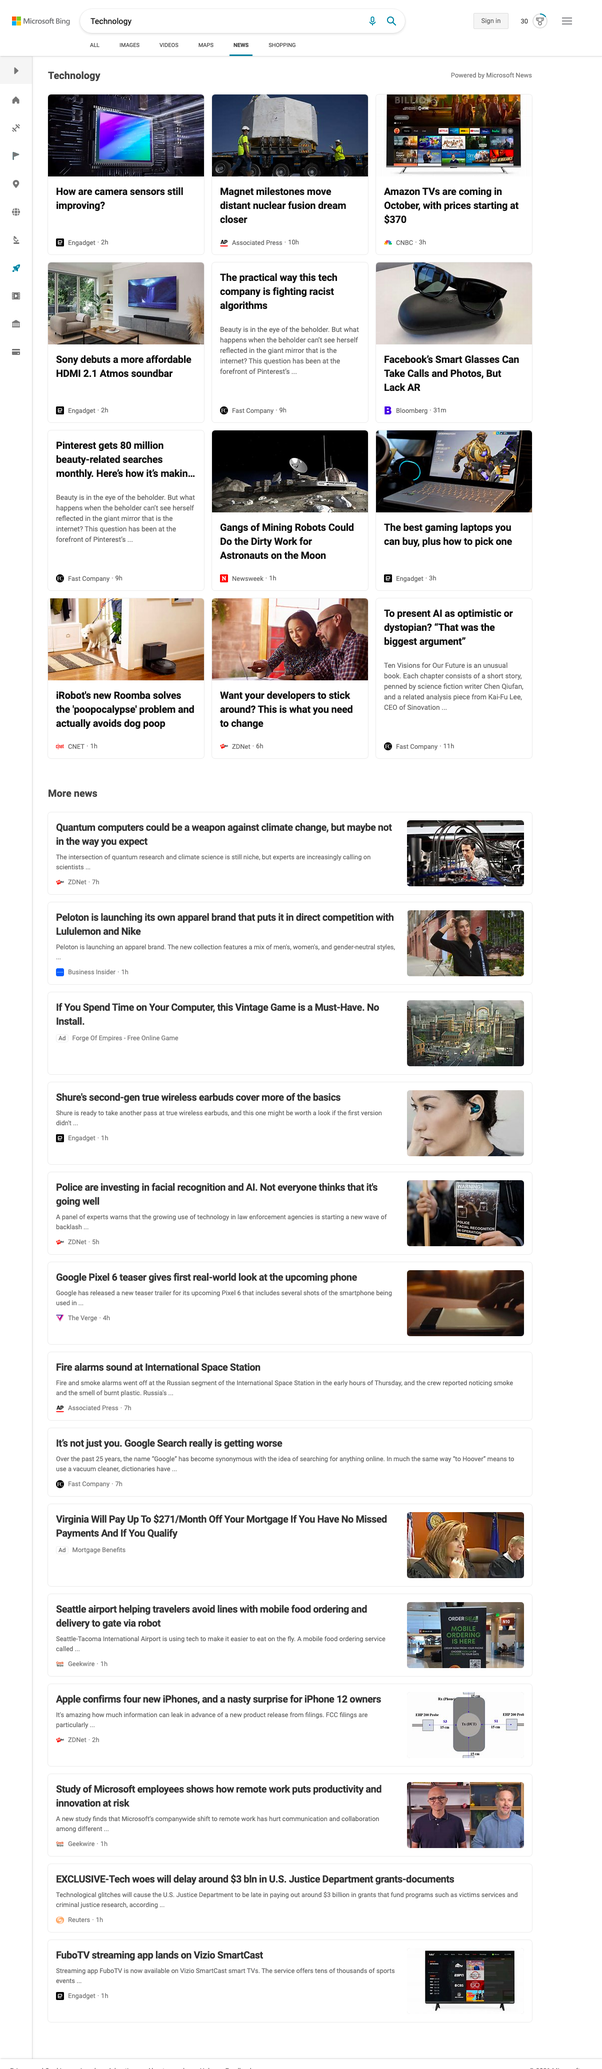 Microsoft Bing
Technology
Sign in
30
ALL
IMAGES
VIDEOS
MAPS
NEWS
SHOPPING
Technology
Powered by Microsoft News
How are camera sensors still
improving?
Engadget · 2h
Magnet milestones move
distant nuclear fusion dream
closer
AP Associated Press · 10h
Amazon TVs are coming in
October, with prices starting at
$370
CNBC · 3h
Sony debuts a more affordable
HDMI 2.1 Atmos soundbar
Engadget · 2h
The practical way this tech
company is fighting racist
algorithms
Beauty is in the eye of the beholder. But what
happens when the beholder can't see herself
reflected in the giant mirror that is the
internet? This question has been at the
forefront of Pinterest's ...
Fast Company · 9h
Facebook's Smart Glasses Can
Take Calls and Photos, But
Lack AR
Bloomberg · 31m
Pinterest gets 80 million
beauty-related searches
monthly. Here's how it's makin...
Beauty is in the eye of the beholder. But what
happens when the beholder can't see herself
reflected in the giant mirror that is the
internet? This question has been at the
forefront of Pinterest's ...
Fast Company · 9h
Gangs of Mining Robots Could
Do the Dirty Work for
Astronauts on the Moon
Newsweek · 1h
The best gaming laptops you
can buy, plus how to pick one
Engadget · 3h
iRobot's new Roomba solves
the 'poopocalypse' problem and
actually avoids dog poop
CNET · 1h
Want your developers to stick
around? This is what you need
to change
ZDNet · 6h
To present AI as optimistic or
dystopian? "That was the
biggest argument"
Ten Visions for Our Future is an unusual
book. Each chapter consists of a short story,
penned by science fiction writer Chen Qiufan,
and a related analysis piece from Kai-Fu Lee,
CEO of Sinovation ...
Fast Company · 11h
More news
Quantum computers could be a weapon against climate change, but maybe not
in the way you expect
The intersection of quantum research and climate science is still niche, but experts are increasingly calling on
scientists ...
ZDNet · 7h
Peloton is launching its own apparel brand that puts it in direct competition with
Lululemon and Nike
Peloton is launching an apparel brand. The new collection features a mix of men's, women's, and gender-neutral styles,
...
Business Insider · 1h
If You Spend Time on Your Computer, this Vintage Game is a Must-Have. No
Install.
Ad Forge Of Empires - Free Online Game
Shure's second-gen true wireless earbuds cover more of the basics
Shure is ready to take another pass at true wireless earbuds, and this one might be worth a look if the first version
didn't ...
Engadget · 1h
Police are investing in facial recognition and AI. Not everyone thinks that it's
going well
A panel of experts warns that the growing use of technology in law enforcement agencies is starting a new wave of
backlash ...
ZDNet · 5h
Google Pixel 6 teaser gives first real-world look at the upcoming phone
Google has released a new teaser trailer for its upcoming Pixel 6 that includes several shots of the smartphone being
used in ...
The Verge · 4h
Fire alarms sound at International Space Station
Fire and smoke alarms went off at the Russian segment of the International Space Station in the early hours of Thursday, and the crew reported noticing smoke
and the smell of burnt plastic. Russia's ...
AP Associated Press · 7h
It's not just you. Google Search really is getting worse
Over the past 25 years, the name "Google" has become synonymous with the idea of searching for anything online. In much the same way "to Hoover" means to
use a vacuum cleaner, dictionaries have ...
Fast Company · 7h
Virginia Will Pay Up To $271/Month Off Your Mortgage If You Have No Missed
Payments And If You Qualify
Ad Mortgage Benefits
Seattle airport helping travelers avoid lines with mobile food ordering and
delivery to gate via robot
Seattle-Tacoma International Airport is using tech to make it easier to eat on the fly. A mobile food ordering service
called ...
Geekwire · 1h
MOBILE
ORDERING
IS HERE
Apple confirms four new iPhones, and a nasty surprise for iPhone 12 owners
It's amazing how much information can leak in advance of a new product release from filings. FCC filings are
particularly ...
ZDNet · 2h
Study of Microsoft employees shows how remote work puts productivity and
innovation at risk
A new study finds that Microsoft's companywide shift to remote work has hurt communication and collaboration
among different ...
Geekwire · 1h
EXCLUSIVE-Tech woes will delay around $3 bln in U.S. Justice Department grants-documents
Technological glitches will cause the U.S. Justice Department to be late in paying out around $3 billion in grants that fund programs such as victims services and
criminal justice research, according ...
Reuters · 1h
FuboTV streaming app lands on Vizio SmartCast
Streaming app FuboTV is now available on Vizio SmartCast smart TVs. The service offers tens of thousands of sports
events ...
Engadget · 1h